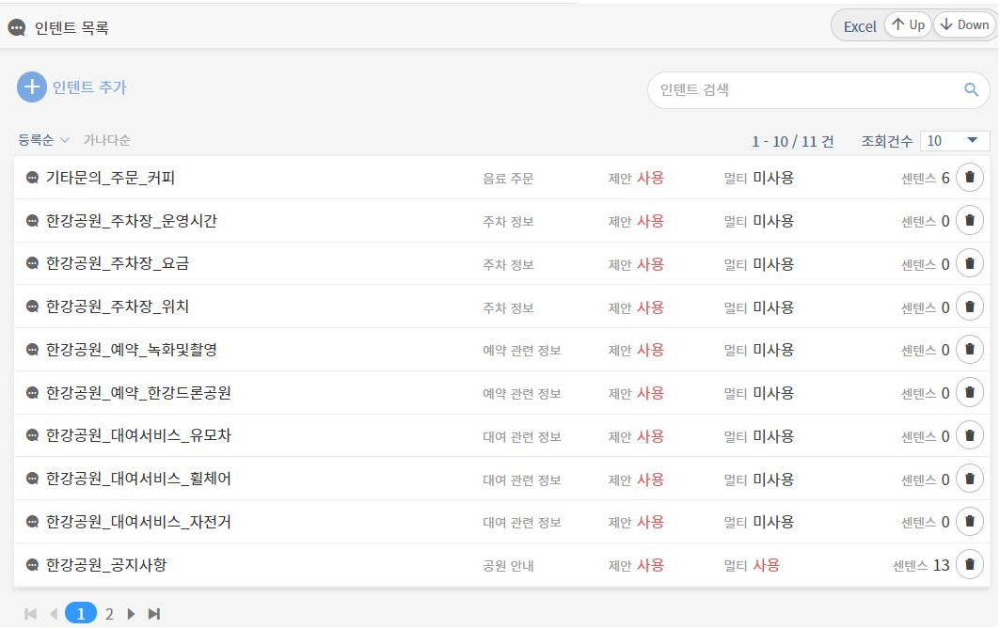 인텐트 목록 Excel Up Down
인텐트 추가 인텐트 검색
등록순 가나다순 1 - 10 / 11 건 조회건수 10
기타문의_주문_커피 음료 주문 제안 사용 멀티 미사용 센텐스 6
한강공원_주차장_운영시간 주차 정보 제안 사용 멀티 미사용 센텐스 0
한강공원_주차장_요금 주차 정보 제안 사용 멀티 미사용 센텐스 0
한강공원_주차장_위치 주차 정보 제안 사용 멀티 미사용 센텐스 0
한강공원_예약_녹화및촬영 예약 관련 정보 제안 사용 멀티 미사용 센텐스 0
한강공원_예약_한강드론공원 예약 관련 정보 제안 사용 멀티 미사용 센텐스 0
한강공원_대여서비스_유모차 대여 관련 정보 제안 사용 멀티 미사용 센텐스 0
한강공원_대여서비스_휠체어 대여 관련 정보 제안 사용 멀티 미사용 센텐스 0
한강공원_대여서비스_자전거 대여 관련 정보 제안 사용 멀티 미사용 센텐스 0
한강공원_공지사항 공원 안내 제안 사용 멀티 사용 센텐스 13
1 2